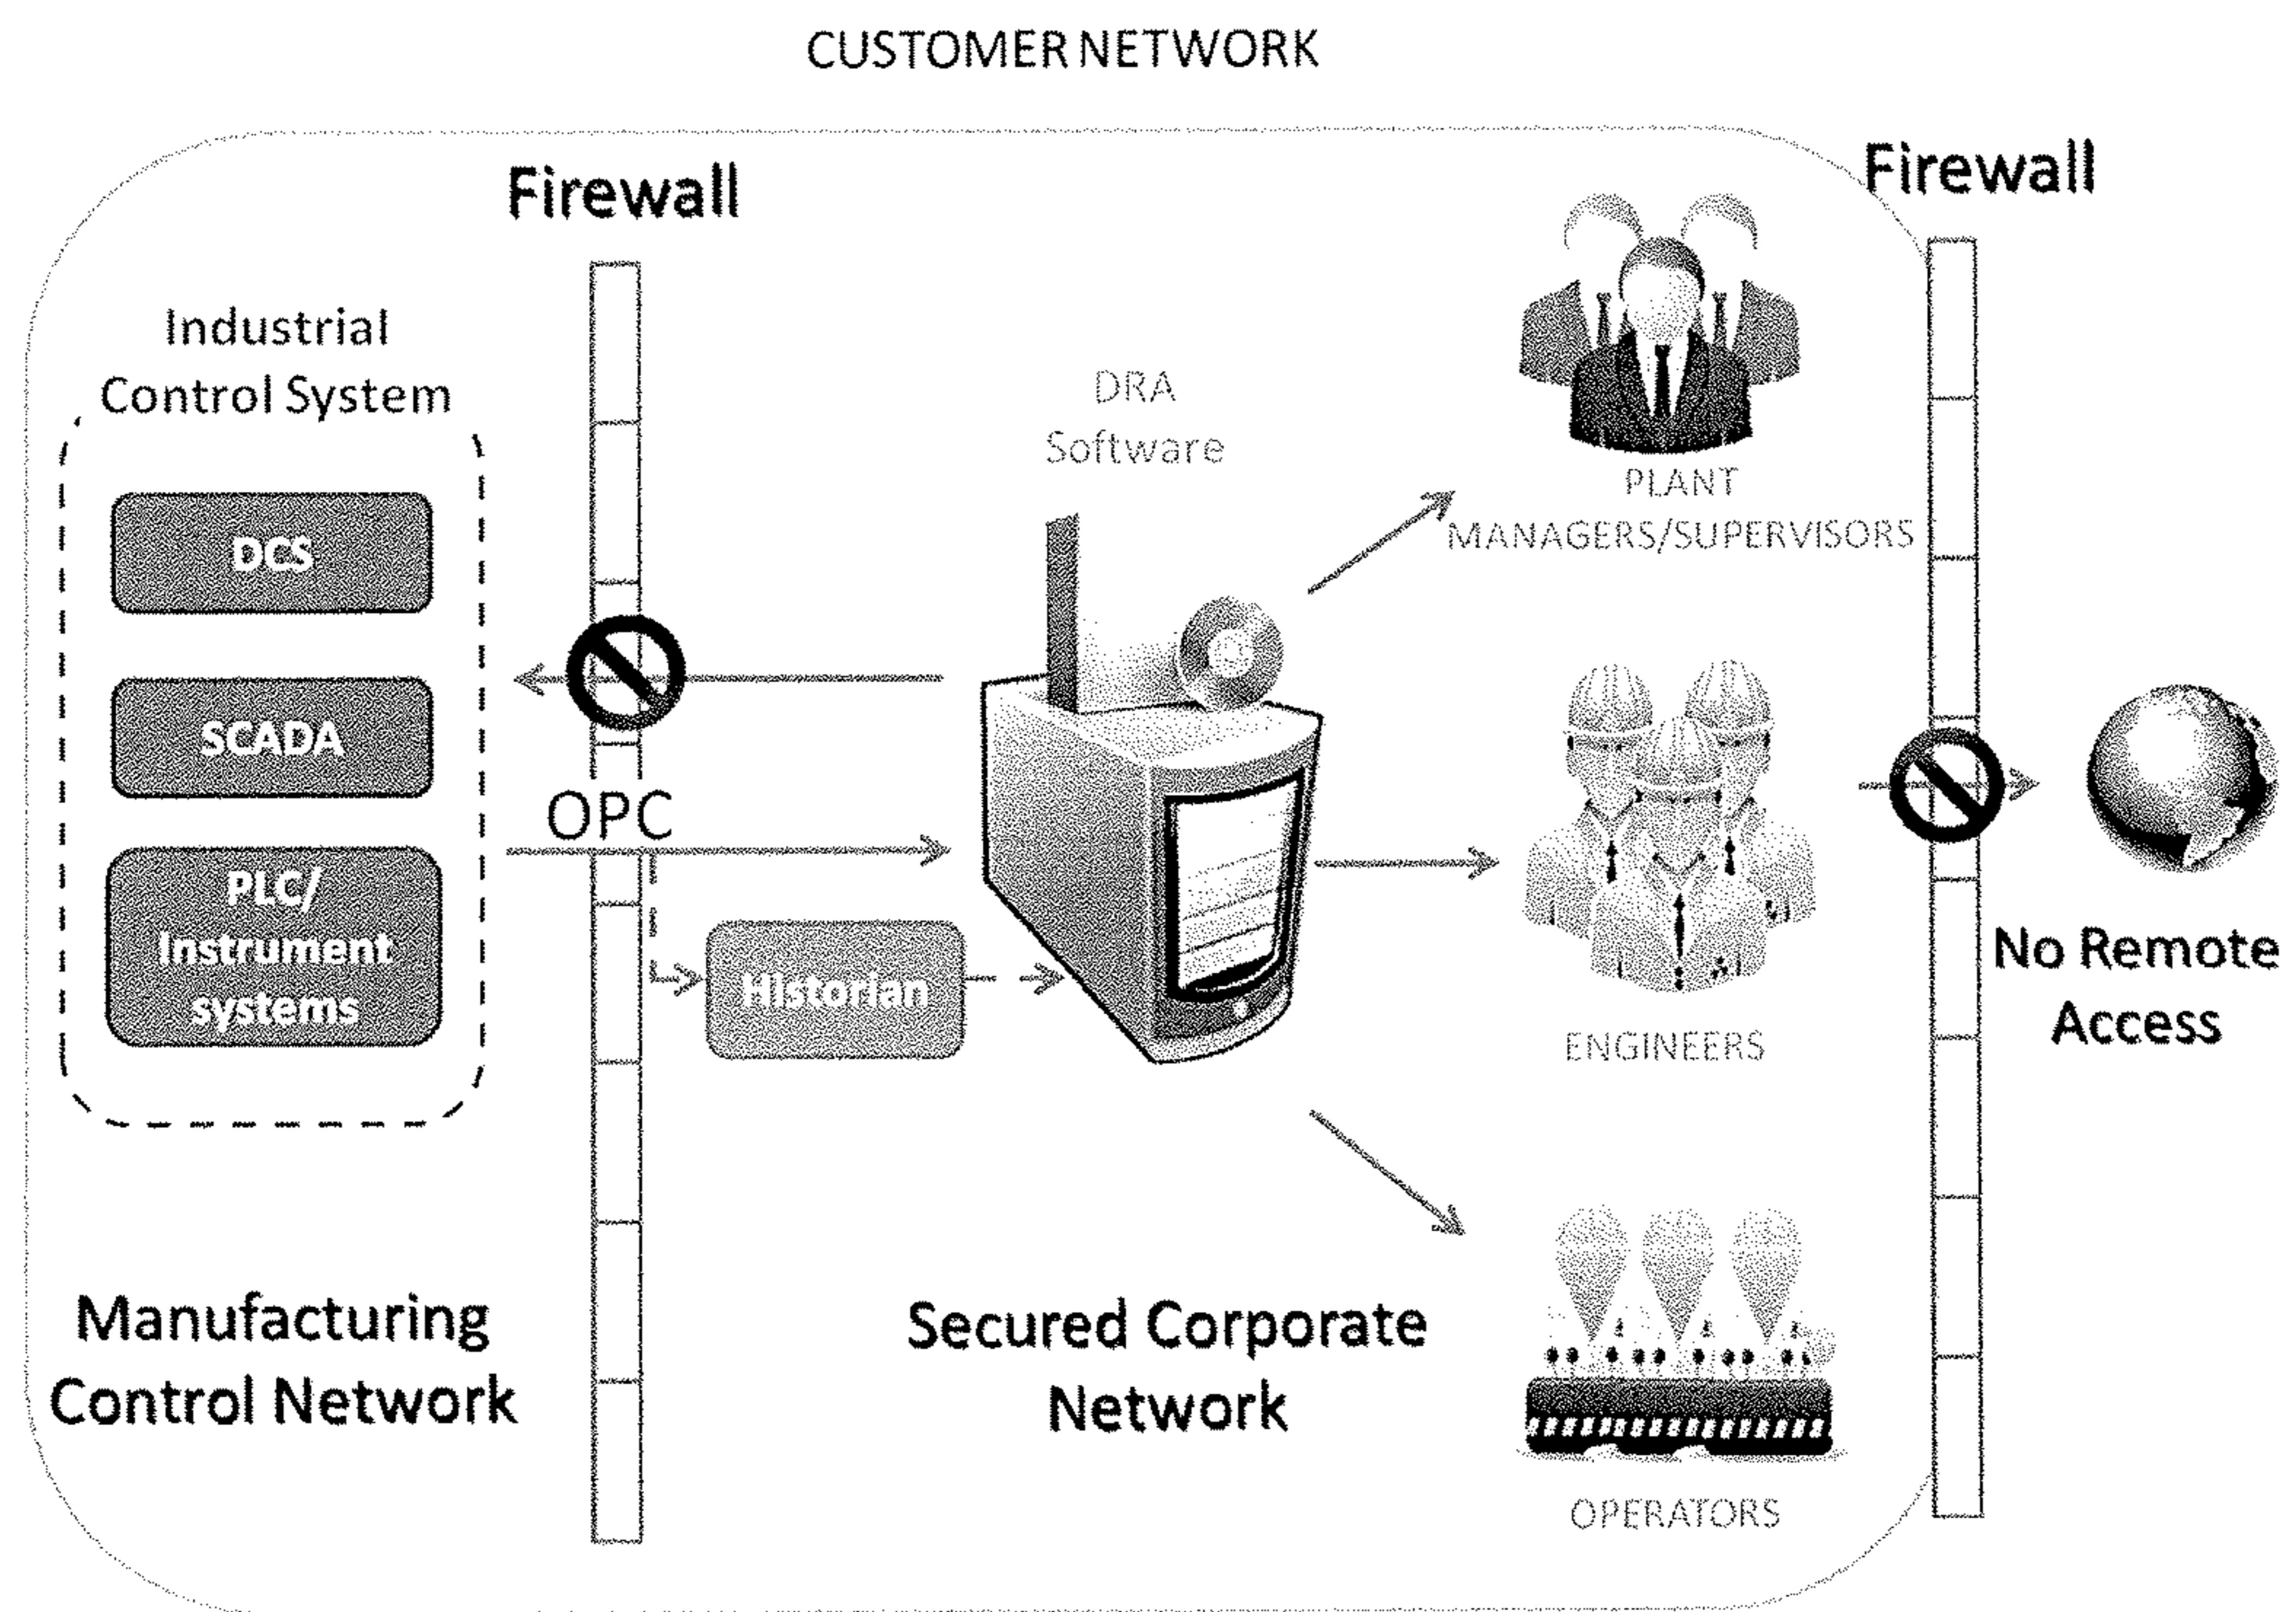 CUSTOMER NETWORK
Firewall
Firewall
Industrial
Control System
DCS
SCADA
PLC/
Instrument
systems
OPC
Historian
DRA
Software
PLANT
MANAGERS/SUPERVISORS
ENGINEERS
OPERATORS
No Remote
Access
Manufacturing
Control Network
Secured Corporate
Network